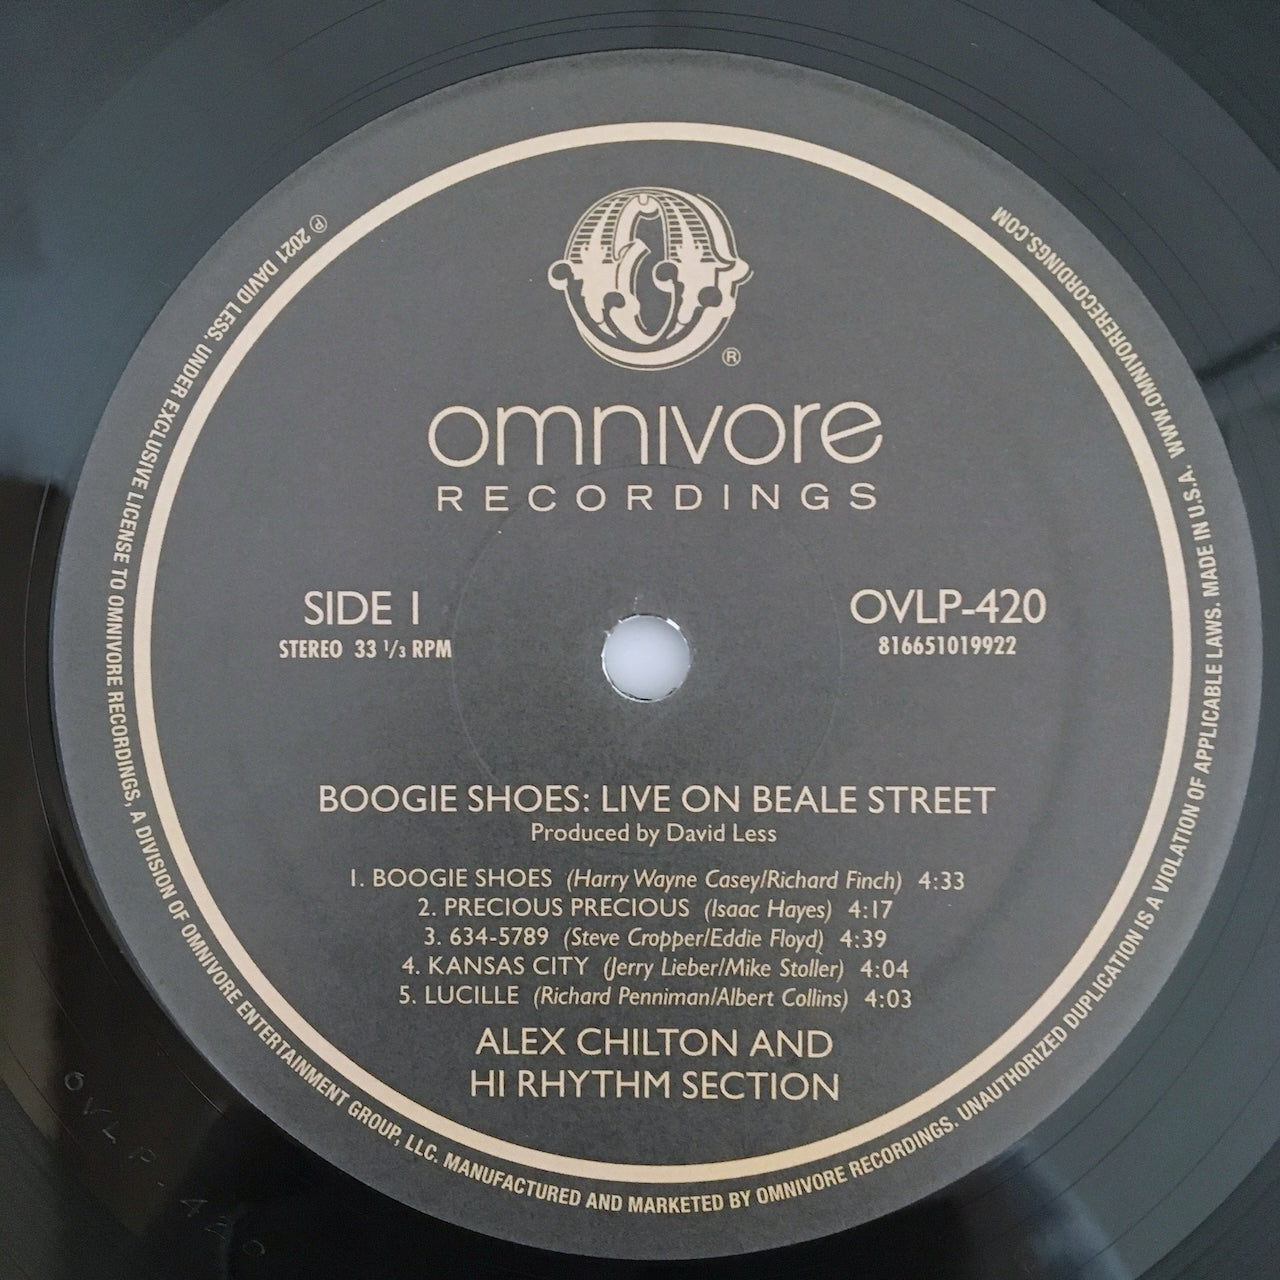 ®
omnivore
RECORDINGS
SIDE 1
STEREO 33 1/3 RPM
OVLP-420
816651019922
BOOGIE SHOES: LIVE ON BEALE STREET
Produced by David Less
1. BOOGIE SHOES (Harry Wayne Casey/Richard Finch) 4:33
2. PRECIOUS PRECIOUS (Isaac Hayes) 4:17
3. 634-5789 (Steve Cropper/Eddie Floyd) 4:39
4. KANSAS CITY (Jerry Lieber/Mike Stoller) 4:04
5. LUCILLE (Richard Penniman/Albert Collins) 4:03
ALEX CHILTON AND
HI RHYTHM SECTION
℗ 2021 DAVID LESS. UNDER EXCLUSIVE LICENSE TO OMNIVORE RECORDINGS, A DIVISION OF OMNIVORE ENTERTAINMENT GROUP, LLC. MANUFACTURED AND MARKETED BY OMNIVORE RECORDINGS. UNAUTHORIZED DUPLICATION IS A VIOLATION OF APPLICABLE LAWS. MADE IN U.S.A. WWW.OMNIVORERECORDINGS.COM
OVLP-420